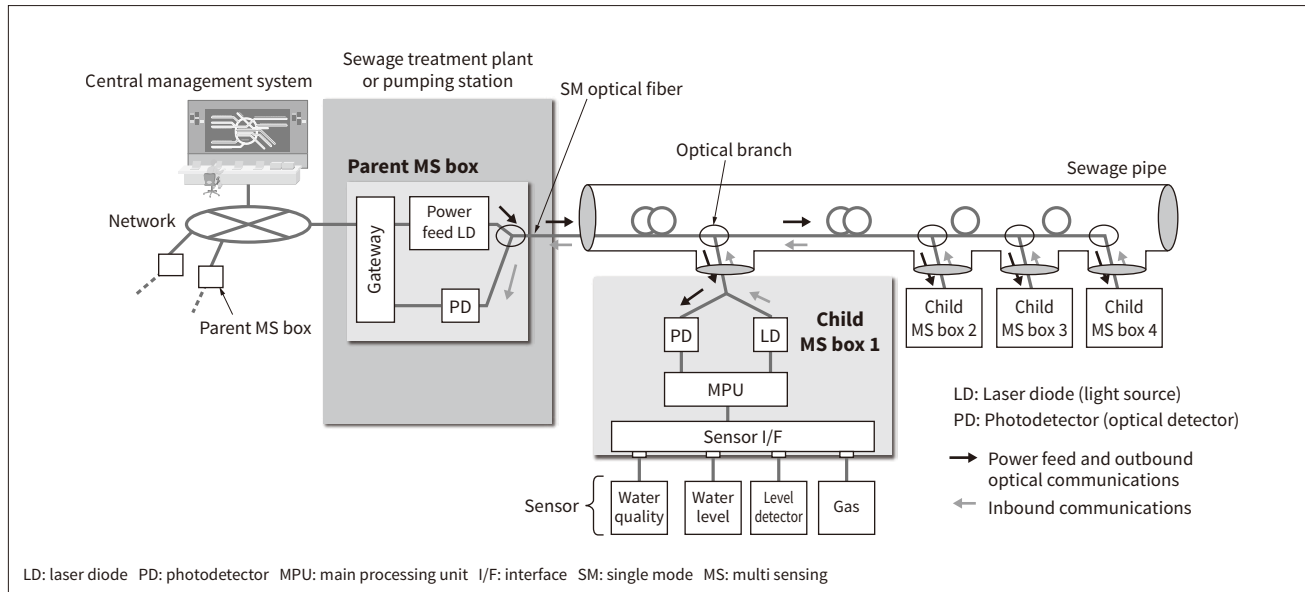 Sewage treatment plant
or pumping station
Central management system
SM optical fiber
Parent MS box
Optical branch
Sewage pipe
Network
Gateway
Power
feed LD
PD
Parent MS box
Child
MS box 1
PD
LD
MPU
Sensor I/F
Sensor
Water
quality
Water
level
Level
detector
Gas
Child
MS box 2
Child
MS box 3
Child
MS box 4
LD: Laser diode (light source)
PD: Photodetector (optical detector)
Power feed and outbound
optical communications
Inbound communications
LD: laser diode PD: photodetector MPU: main processing unit I/F: interface SM: single mode MS: multi sensing